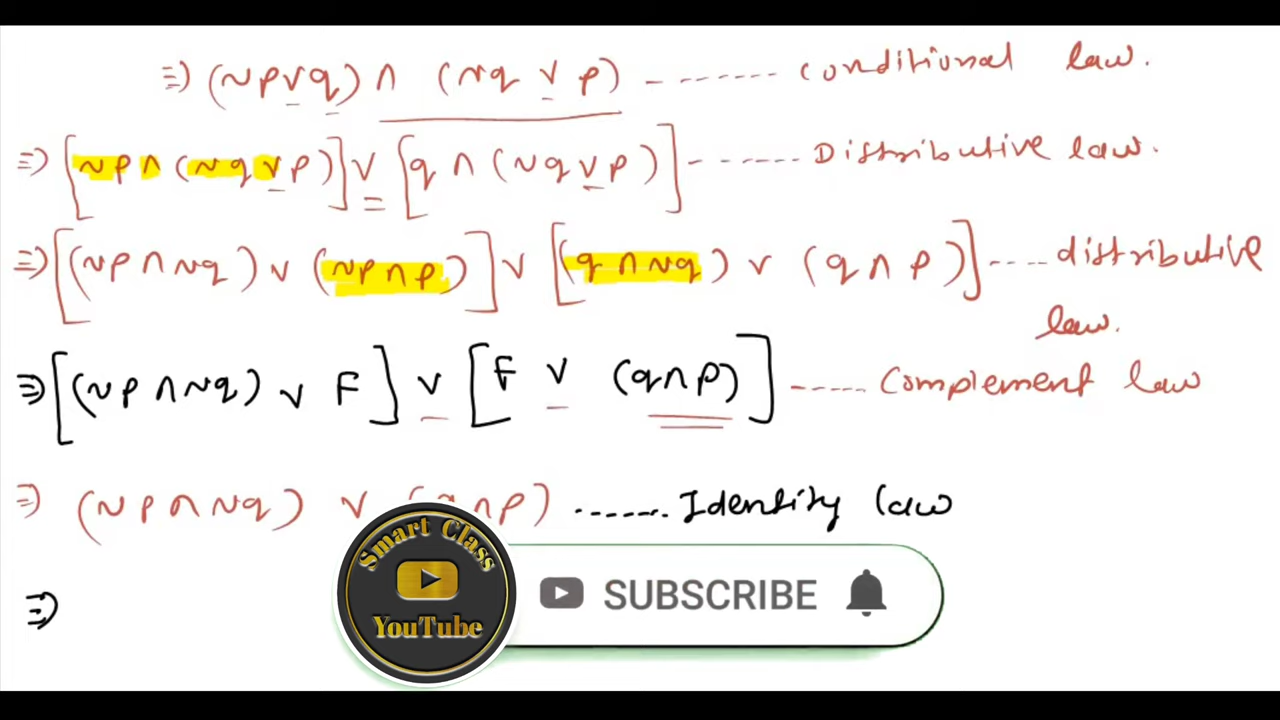 ≡) (~p∨q) ∧ (~q ∨ p) -------- conditional law.
≡) [~p∧(~q∨p)] ∨ [q∧(~q∨p)] ------- Distributive law.
≡) [(~p∧~q)∨(~p∧p)] ∨ [(q∧~q) ∨ (q∧p)] ---- distributive
law.
≡) [(~p∧~q) ∨ F] ∨ [F ∨ (q∧p)] ------ Complement law
≡) (~p∧~q) ∨ (q∧p) ....... Identity law
≡)
Smart Class
YouTube
SUBSCRIBE